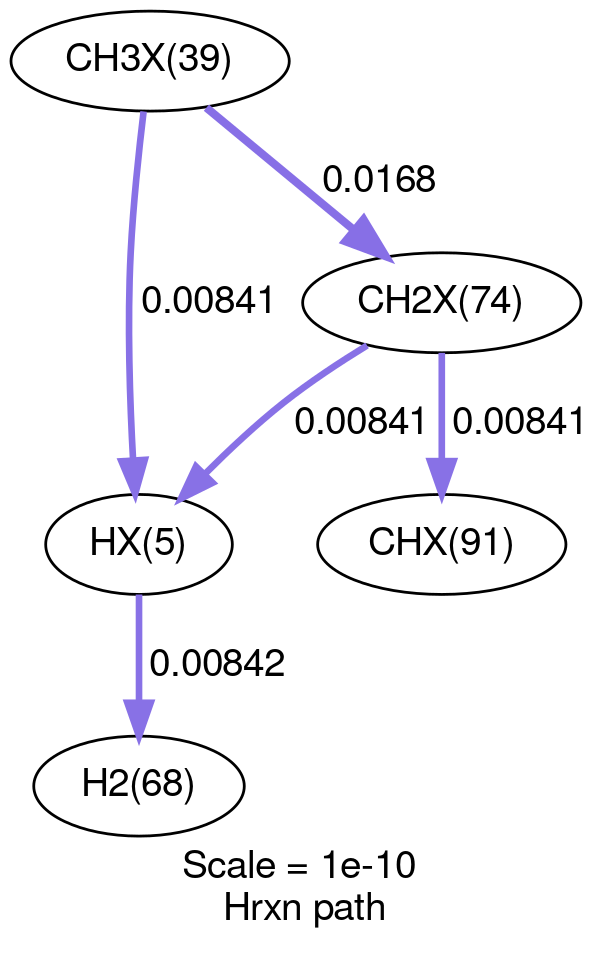 CH3X(39)
0.0168
0.00841
CH2X(74)
0.00841
0.00841
HX(5)
CHX(91)
0.00842
H2(68)
Scale = 1e-10
Hrxn path